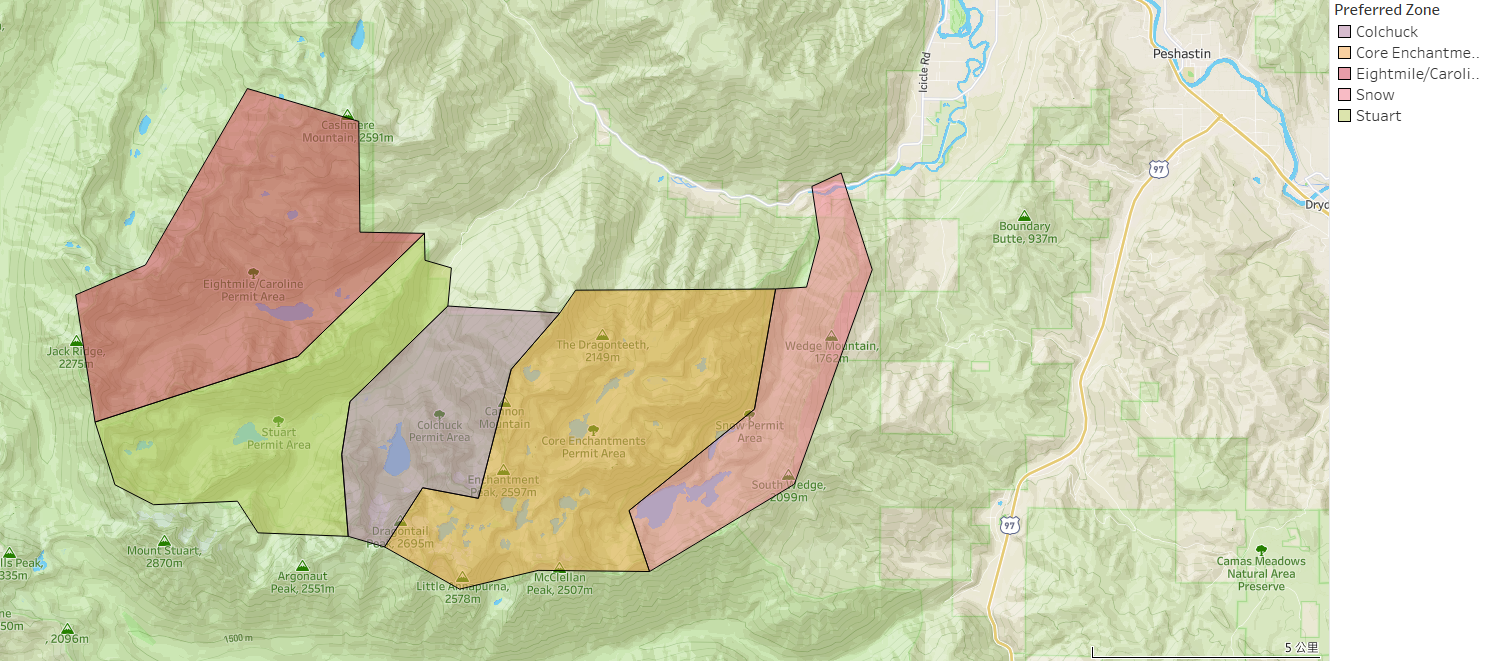 Preferred Zone
Colchuck
Core Enchantme..
Eightmile/Caroli..
Snow
Stuart
Peshastin
Icicle Rd
Cashmere
Mountain, 2591m
97
Dryd
Boundary
Butte, 937m
Eightmile/Caroline
Permit Area
Jack Ridge,
2275m
The Dragonteeth,
2149m
Wedge Mountain,
1762m
Cannon
Mountain
Colchuck
Permit Area
Stuart
Permit Area
Core Enchantments
Permit Area
Snow Permit
Area
Enchantment
Peak, 2597m
South Wedge,
2099m
97
Dragontail
Peak, 2695m
Mount Stuart,
2870m
lls Peak,
335m
Argonaut
Peak, 2551m
Little Annapurna,
2578m
McClellan
Peak, 2507m
Camas Meadows
Natural Area
Preserve
ne
50m
, 2096m
1500 m
5 公里